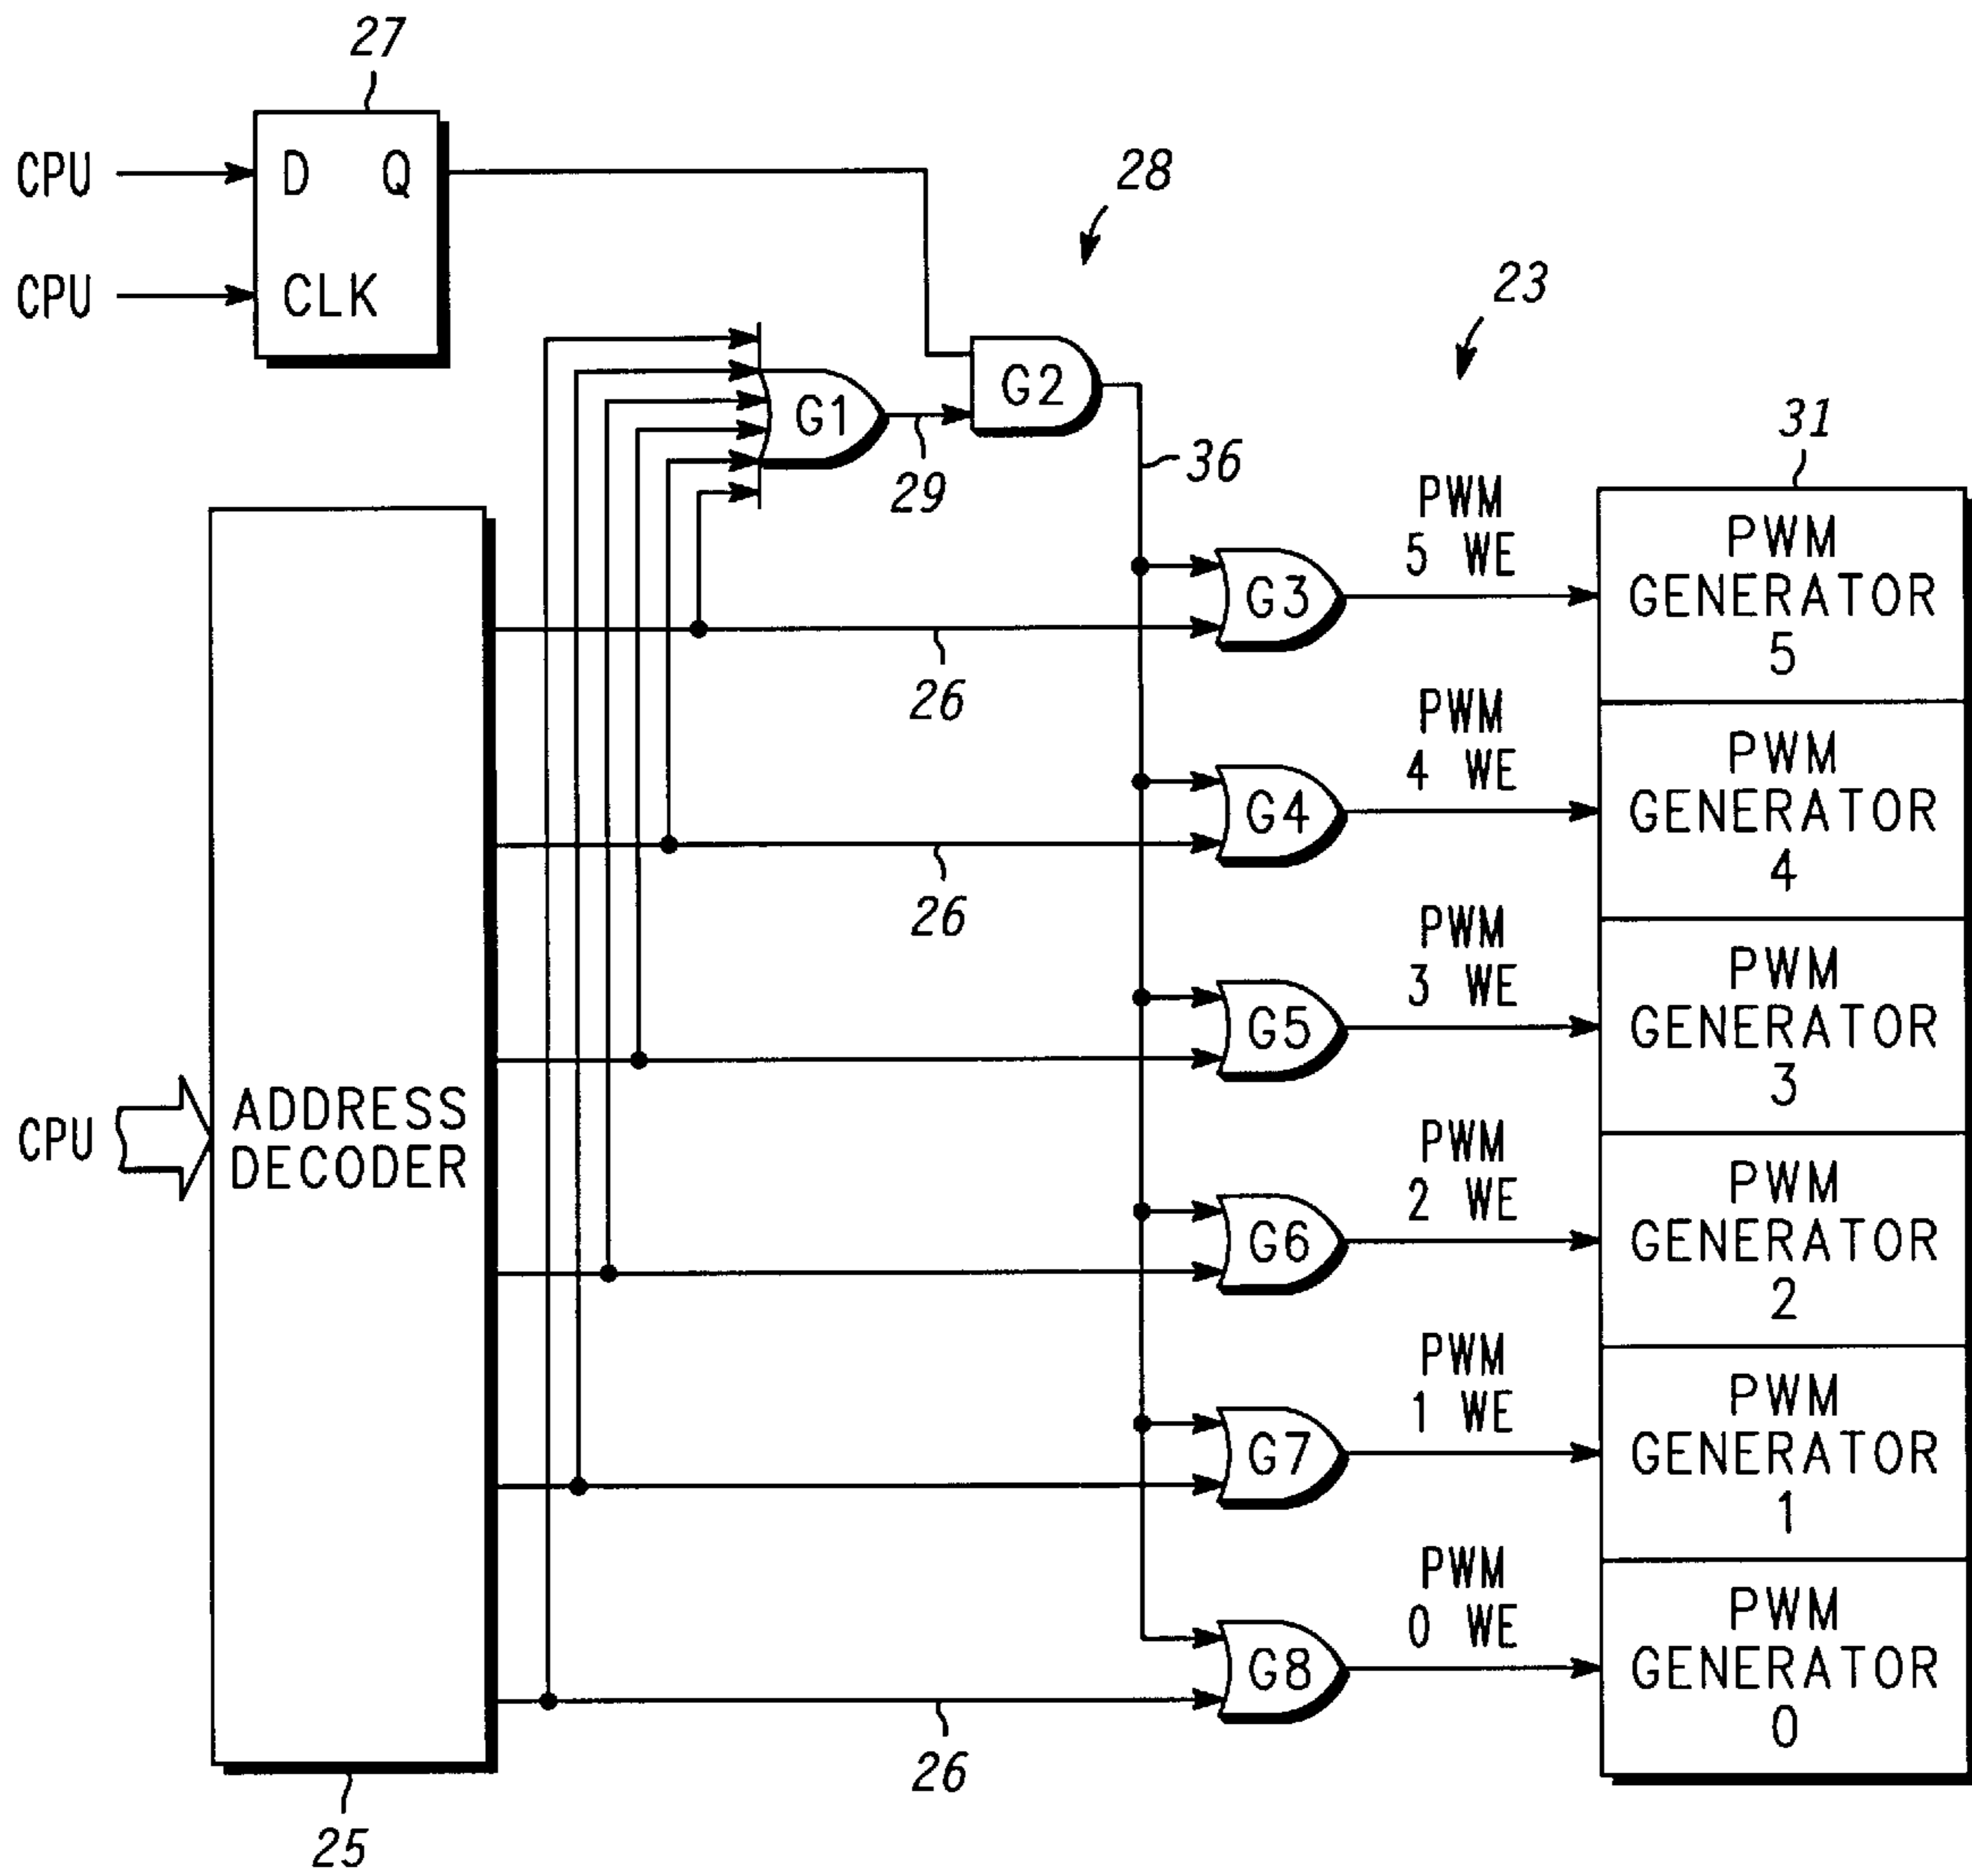 27
CPU
D Q
CPU
CLK
28
23
G1
G2
29
36
31
PWM
5 WE
G3
PWM
GENERATOR
5
26
PWM
4 WE
G4
PWM
GENERATOR
4
26
PWM
3 WE
G5
PWM
GENERATOR
3
CPU
ADDRESS
DECODER
PWM
2 WE
G6
PWM
GENERATOR
2
PWM
1 WE
G7
PWM
GENERATOR
1
PWM
0 WE
G8
PWM
GENERATOR
0
26
25